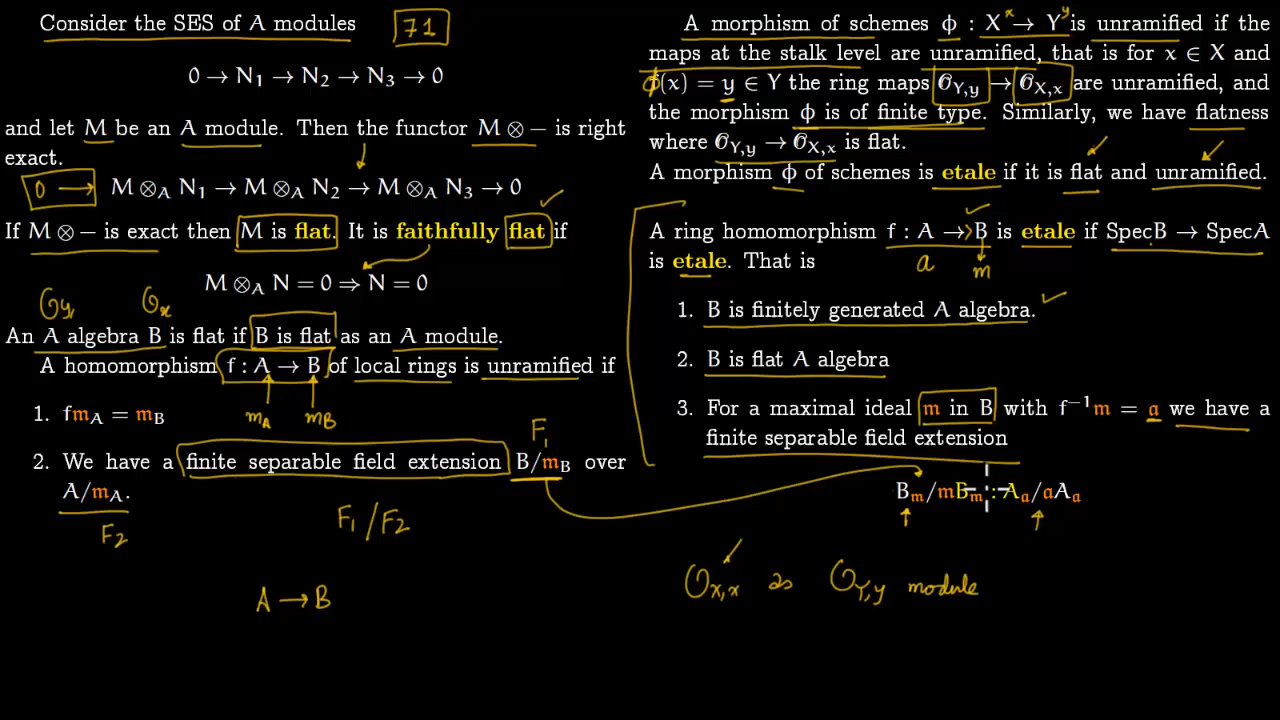 Consider the SES of A modules
71
0 → N₁ → N₂ → N₃ → 0
and let M be an A module. Then the functor M ⊗ − is right
exact.
0 → M ⊗_A N₁ → M ⊗_A N₂ → M ⊗_A N₃ → 0
If M ⊗ − is exact then M is flat. It is faithfully flat if
M ⊗_A N = 0 ⇒ N = 0
𝒪_y 𝒪_x
An A algebra B is flat if B is flat as an A module.
A homomorphism f : A → B of local rings is unramified if
m_A m_B
1. f𝔪_A = 𝔪_B
F₁
2. We have a finite separable field extension B/𝔪_B over
A/𝔪_A.
F₂
F₁/F₂
A → B
A morphism of schemes ϕ : X^x → Y^y is unramified if the
maps at the stalk level are unramified, that is for x ∈ X and
ϕ(x) = y ∈ Y the ring maps 𝒪_{Y,y} → 𝒪_{X,x} are unramified, and
the morphism ϕ is of finite type. Similarly, we have flatness
where 𝒪_{Y,y} → 𝒪_{X,x} is flat.
A morphism ϕ of schemes is etale if it is flat and unramified.
A ring homomorphism f : A → B is etale if SpecB → SpecA
is etale. That is
a m
1. B is finitely generated A algebra.
2. B is flat A algebra
3. For a maximal ideal 𝔪 in B with f⁻¹𝔪 = 𝔞 we have a
finite separable field extension
B_𝔪/𝔪B_𝔪 : A_𝔞/𝔞A_𝔞
𝒪_{X,x} as 𝒪_{Y,y} module